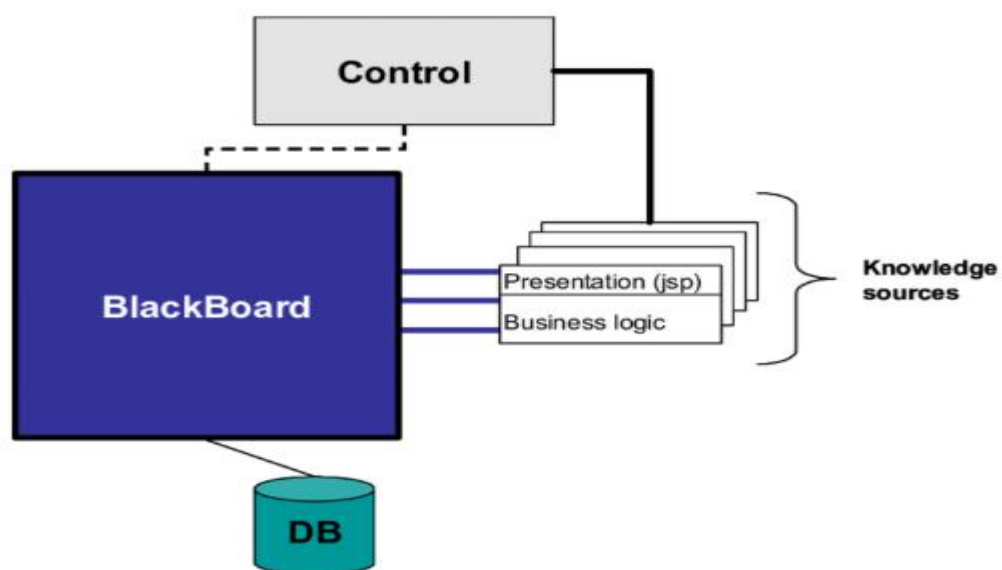 Control
BlackBoard
Presentation (jsp)
Business logic
Knowledge
sources
DB